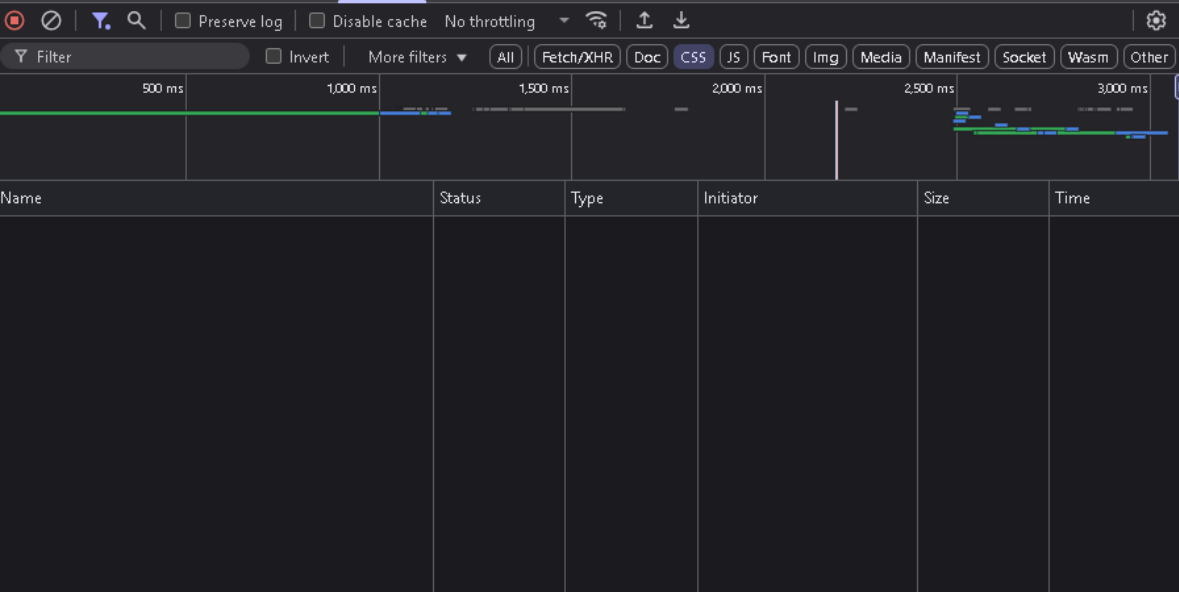 Preserve log Disable cache No throttling
Filter Invert More filters All Fetch/XHR Doc CSS JS Font Img Media Manifest Socket Wasm Other
500 ms 1,000 ms 1,500 ms 2,000 ms 2,500 ms 3,000 ms
Name Status Type Initiator Size Time